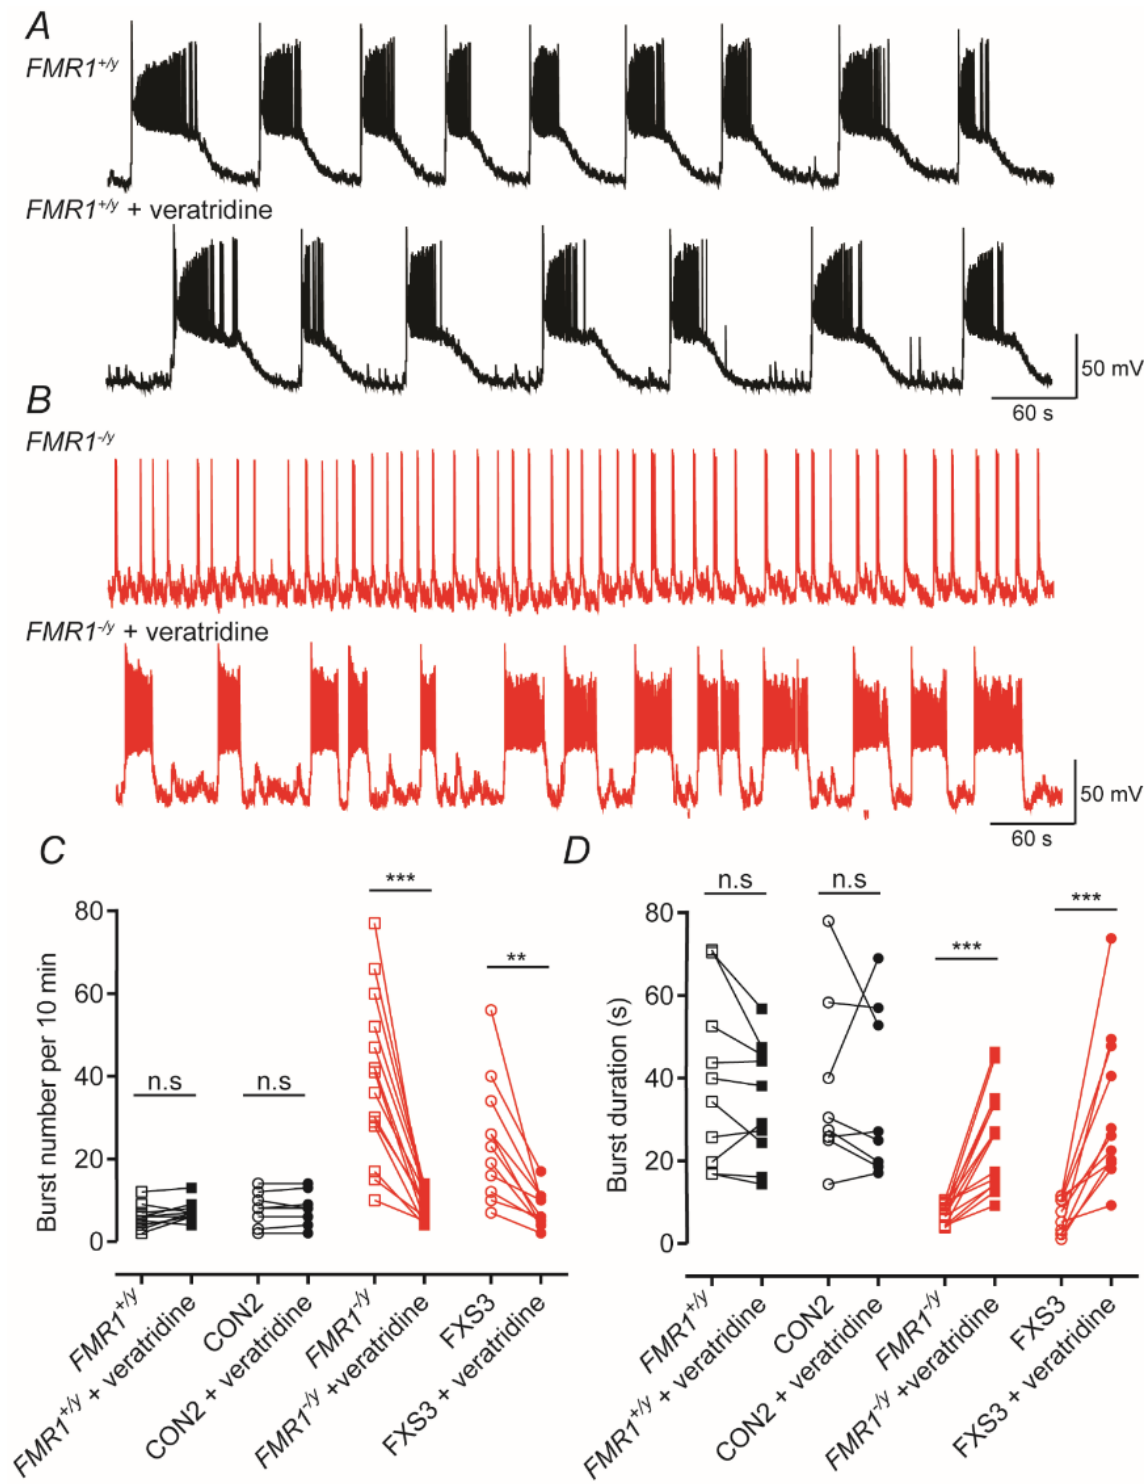 A
FMR1+/y
FMR1+/y + veratridine
50 mV
60 s
B
FMR1-/y
FMR1-/y + veratridine
50 mV
60 s
C
Burst number per 10 min
80
60
40
20
0
n.s
n.s
***
**
FMR1+/y
FMR1+/y + veratridine
CON2
CON2 + veratridine
FMR1-/y
FMR1-/y +veratridine
FXS3
FXS3 + veratridine
D
Burst duration (s)
80
60
40
20
0
n.s
n.s
***
***
FMR1+/y
FMR1+/y + veratridine
CON2
CON2 + veratridine
FMR1-/y
FMR1-/y +veratridine
FXS3
FXS3 + veratridine